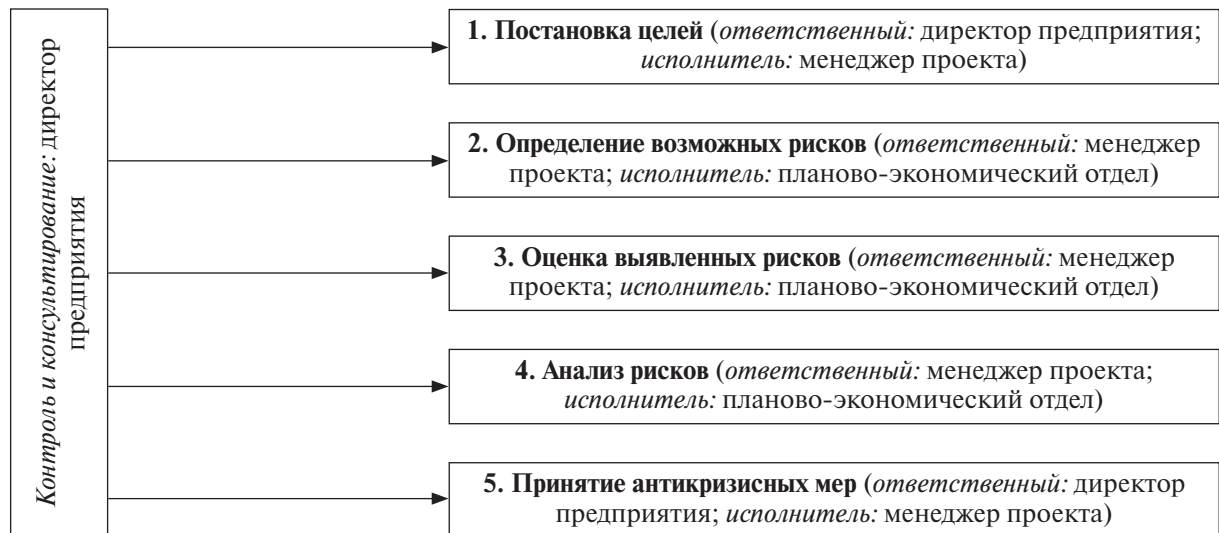 Контроль и консультирование: директор
предприятия
1. Постановка целей (ответственный: директор предприятия;
исполнитель: менеджер проекта)
2. Определение возможных рисков (ответственный: менеджер
проекта; исполнитель: планово-экономический отдел)
3. Оценка выявленных рисков (ответственный: менеджер
проекта; исполнитель: планово-экономический отдел)
4. Анализ рисков (ответственный: менеджер проекта;
исполнитель: планово-экономический отдел)
5. Принятие антикризисных мер (ответственный: директор
предприятия; исполнитель: менеджер проекта)